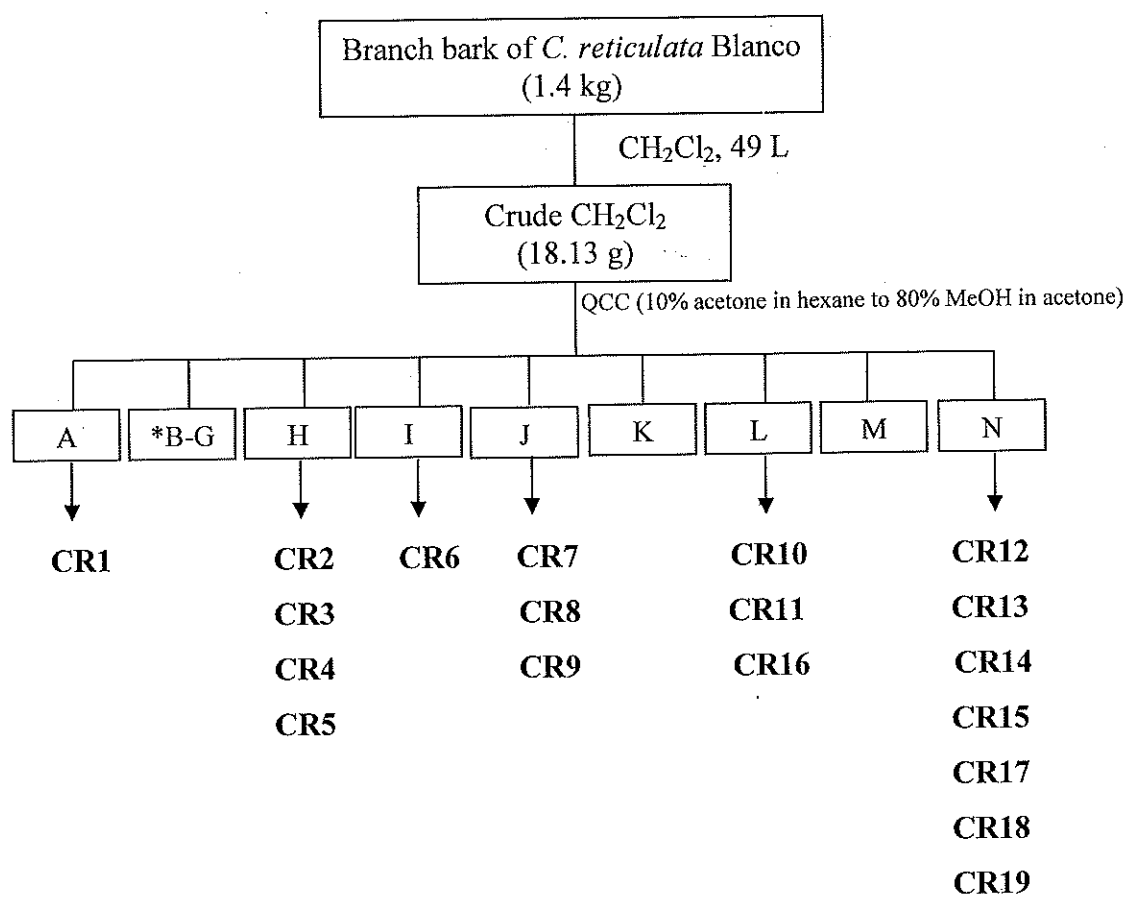 Branch bark of C. reticulata Blanco
(1.4 kg)
CH₂Cl₂, 49 L
Crude CH₂Cl₂
(18.13 g)
QCC (10% acetone in hexane to 80% MeOH in acetone)
A *B-G H I J K L M N
CR1 CR2 CR6 CR7 CR10 CR12
CR3 CR8 CR11 CR13
CR4 CR9 CR16 CR14
CR5 CR15
CR17
CR18
CR19